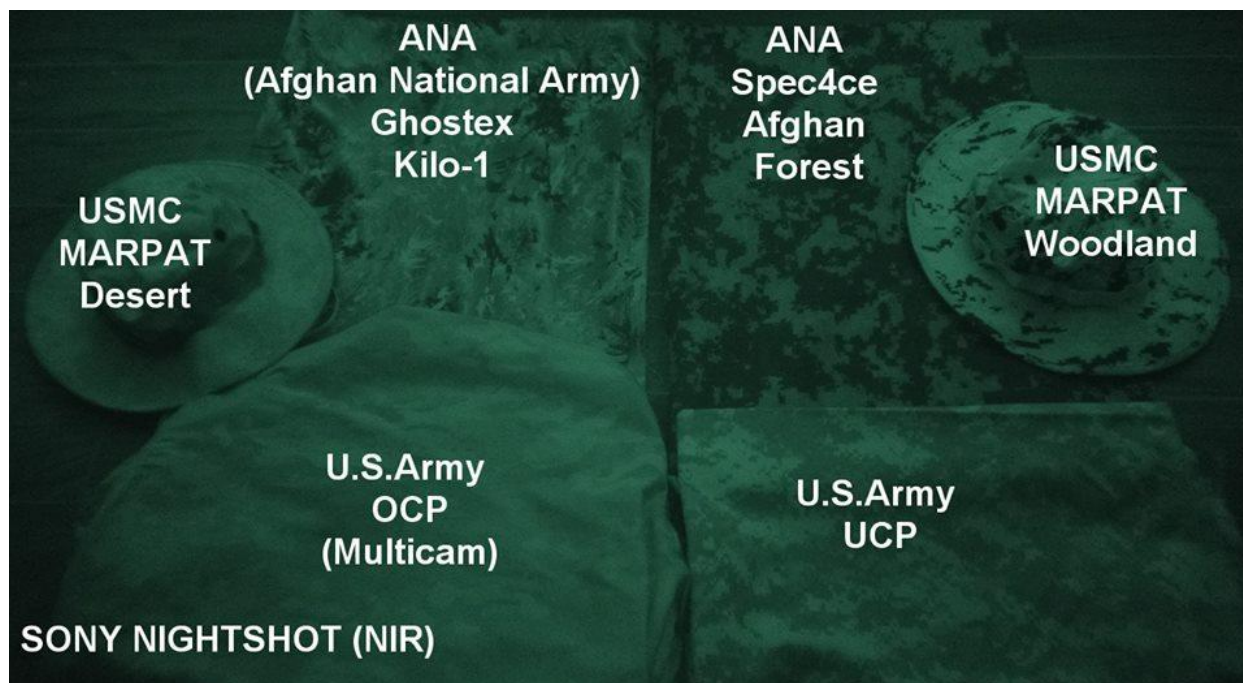 ANA
(Afghan National Army)
Ghostex
Kilo-1
ANA
Spec4ce
Afghan
Forest
USMC
MARPAT
Woodland
USMC
MARPAT
Desert
U.S.Army
OCP
(Multicam)
U.S.Army
UCP
SONY NIGHTSHOT (NIR)